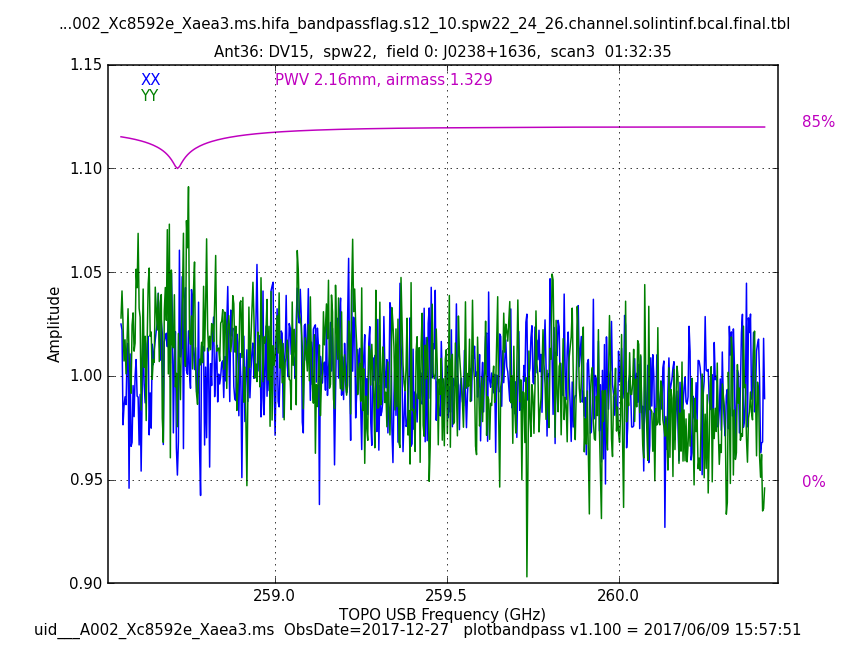 ...002_Xc8592e_Xaea3.ms.hifa_bandpassflag.s12_10.spw22_24_26.channel.solintinf.bcal.final.tbl
Ant36: DV15, spw22, field 0: J0238+1636, scan3 01:32:35
XX
YY
PWV 2.16mm, airmass 1.329
85%
0%
1.15
1.10
1.05
1.00
0.95
0.90
Amplitude
259.0 259.5 260.0
TOPO USB Frequency (GHz)
uid___A002_Xc8592e_Xaea3.ms ObsDate=2017-12-27 plotbandpass v1.100 = 2017/06/09 15:57:51